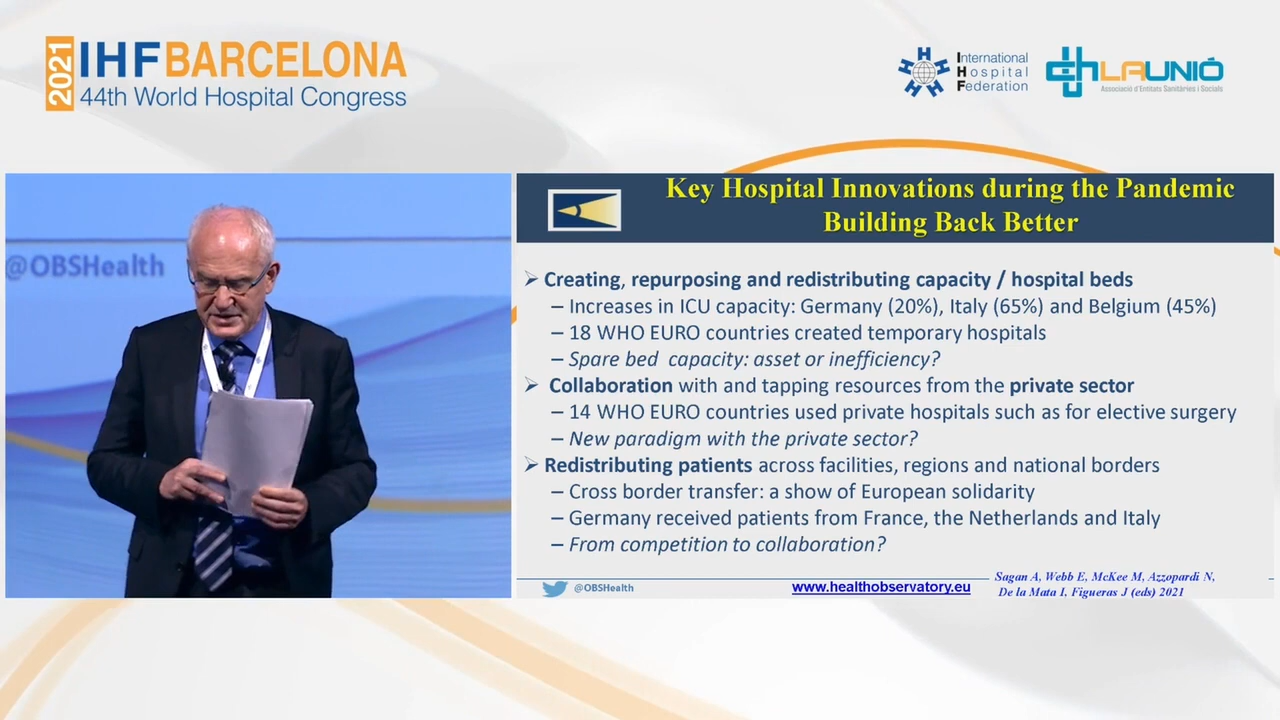 2021
IHF BARCELONA
44th World Hospital Congress
International
Hospital
Federation
LAUNIÓ
Associació d'Entitats Sanitàries i Socials
@OBSHealth
Key Hospital Innovations during the Pandemic
Building Back Better
➢ Creating, repurposing and redistributing capacity / hospital beds
– Increases in ICU capacity: Germany (20%), Italy (65%) and Belgium (45%)
– 18 WHO EURO countries created temporary hospitals
– Spare bed capacity: asset or inefficiency?
➢ Collaboration with and tapping resources from the private sector
– 14 WHO EURO countries used private hospitals such as for elective surgery
– New paradigm with the private sector?
➢ Redistributing patients across facilities, regions and national borders
– Cross border transfer: a show of European solidarity
– Germany received patients from France, the Netherlands and Italy
– From competition to collaboration?
@OBSHealth
www.healthobservatory.eu
Sagan A, Webb E, McKee M, Azzopardi N,
De la Mata I, Figueras J (eds) 2021